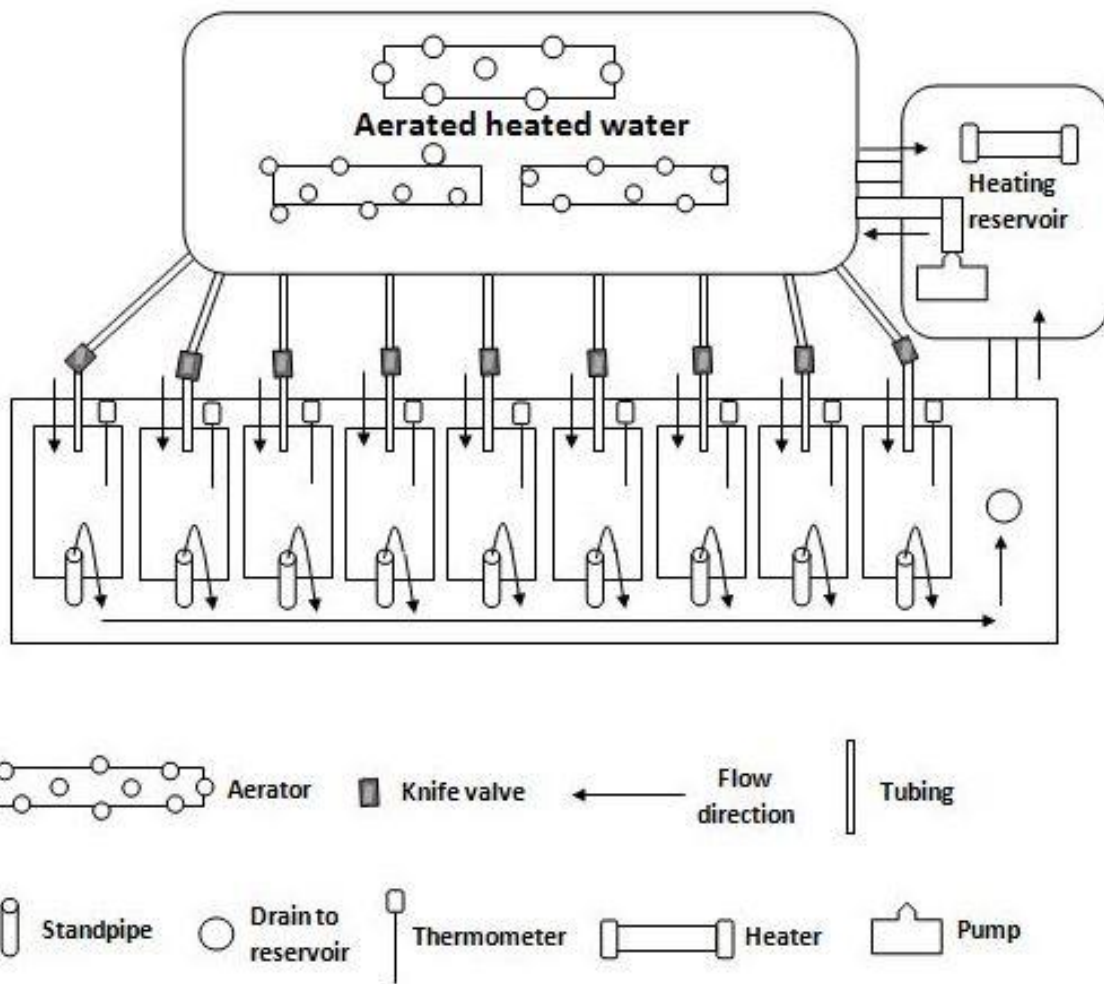 Aerated heated water
Heating
reservoir
Aerator
Knife valve
Flow
direction
Tubing
Standpipe
Drain to
reservoir
Thermometer
Heater
Pump